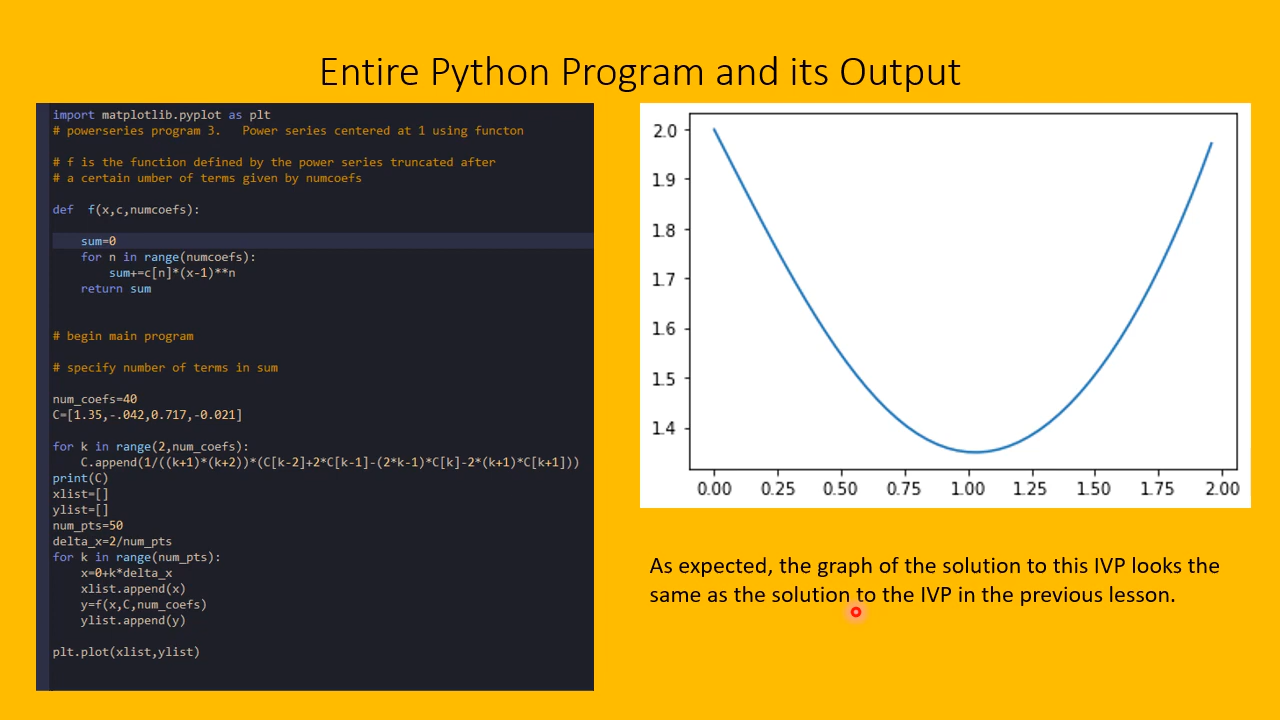 Entire Python Program and its Output
import matplotlib.pyplot as plt
# powerseries program 3.   Power series centered at 1 using functon
# f is the function defined by the power series truncated after
# a certain umber of terms given by numcoefs
def  f(x,c,numcoefs):
    sum=0
    for n in range(numcoefs):
        sum+=c[n]*(x-1)**n
    return sum
# begin main program
# specify number of terms in sum
num_coefs=40
C=[1.35,-.042,0.717,-0.021]
for k in range(2,num_coefs):
    C.append(1/((k+1)*(k+2))*(C[k-2]+2*C[k-1]-(2*k-1)*C[k]-2*(k+1)*C[k+1]))
print(C)
xlist=[]
ylist=[]
num_pts=50
delta_x=2/num_pts
for k in range(num_pts):
    x=0+k*delta_x
    xlist.append(x)
    y=f(x,C,num_coefs)
    ylist.append(y)
plt.plot(xlist,ylist)
2.0
1.9
1.8
1.7
1.6
1.5
1.4
0.00 0.25 0.50 0.75 1.00 1.25 1.50 1.75 2.00
As expected, the graph of the solution to this IVP looks the
same as the solution to the IVP in the previous lesson.